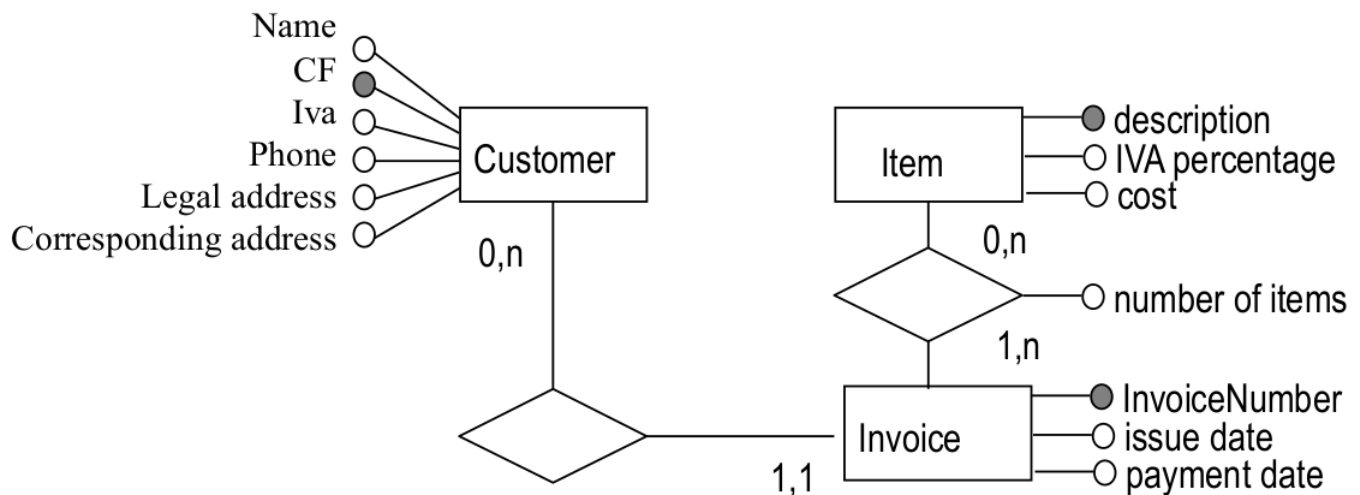 Name
CF
Iva
Phone
Legal address
Corresponding address
Customer
0,n
Item
description
IVA percentage
cost
0,n
number of items
1,n
InvoiceNumber
Invoice
issue date
payment date
1,1